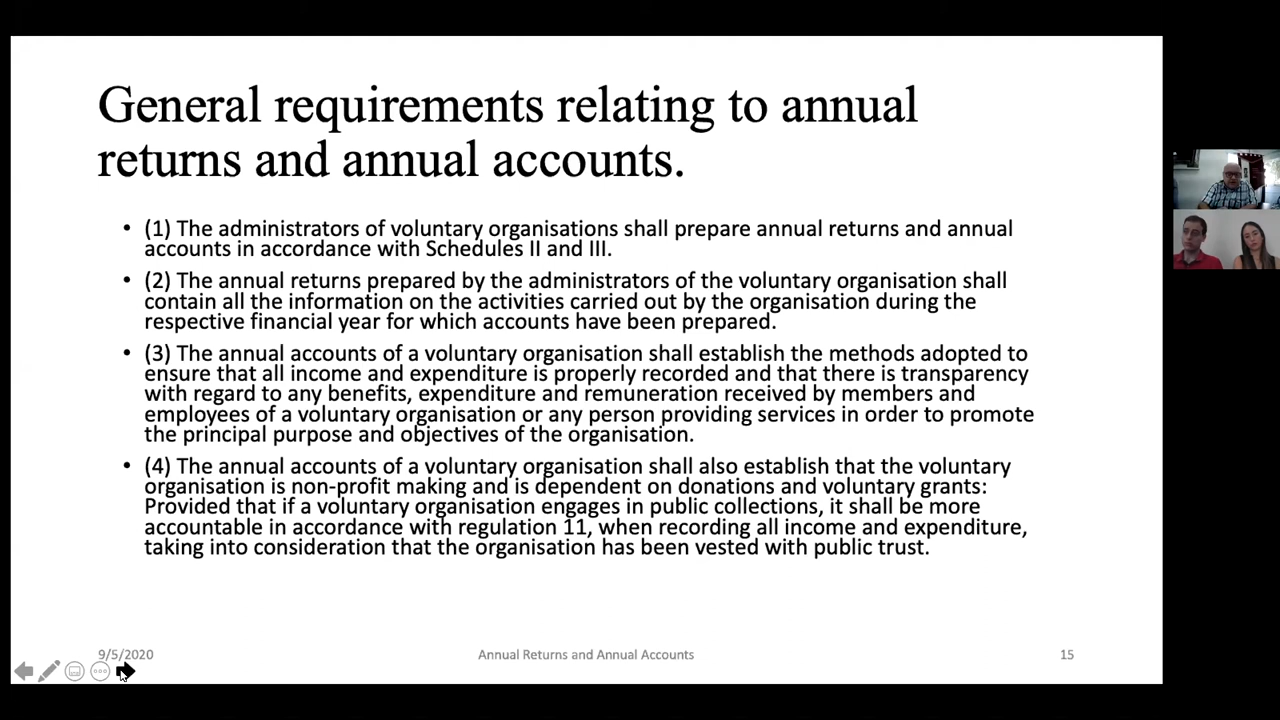 General requirements relating to annual
returns and annual accounts.
• (1) The administrators of voluntary organisations shall prepare annual returns and annual
accounts in accordance with Schedules II and III.
• (2) The annual returns prepared by the administrators of the voluntary organisation shall
contain all the information on the activities carried out by the organisation during the
respective financial year for which accounts have been prepared.
• (3) The annual accounts of a voluntary organisation shall establish the methods adopted to
ensure that all income and expenditure is properly recorded and that there is transparency
with regard to any benefits, expenditure and remuneration received by members and
employees of a voluntary organisation or any person providing services in order to promote
the principal purpose and objectives of the organisation.
• (4) The annual accounts of a voluntary organisation shall also establish that the voluntary
organisation is non-profit making and is dependent on donations and voluntary grants:
Provided that if a voluntary organisation engages in public collections, it shall be more
accountable in accordance with regulation 11, when recording all income and expenditure,
taking into consideration that the organisation has been vested with public trust.
9/5/2020
Annual Returns and Annual Accounts
15